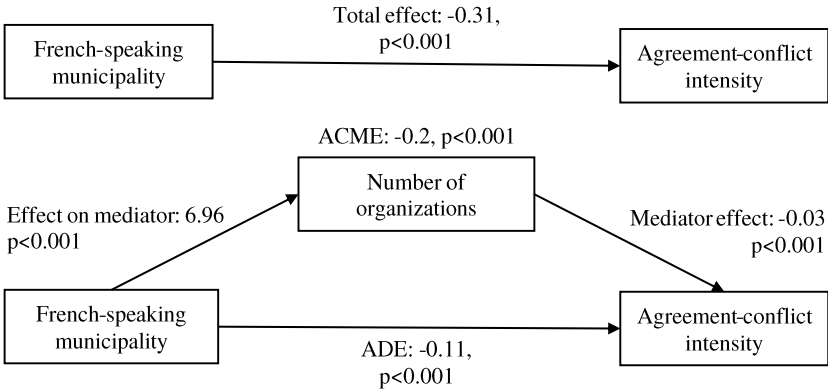 Total effect: -0.31,
p<0.001
French-speaking
municipality
Agreement-conflict
intensity
ACME: -0.2, p<0.001
Number of
organizations
Effect on mediator: 6.96
p<0.001
Mediator effect: -0.03
p<0.001
French-speaking
municipality
Agreement-conflict
intensity
ADE: -0.11,
p<0.001